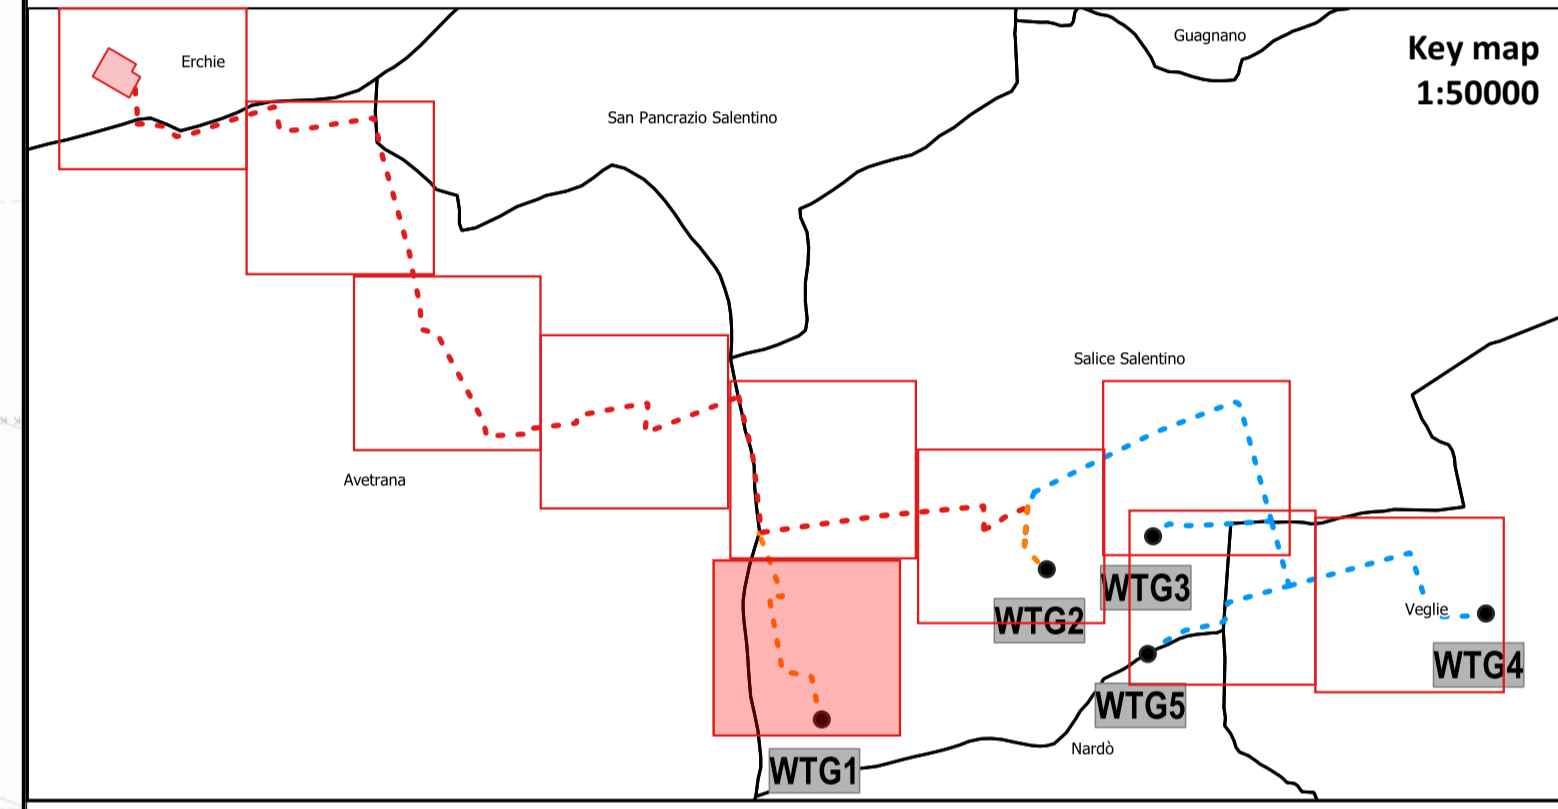 Guagnano
Key map
1:50000
Erchie
San Pancrazio Salentino
Salice Salentino
Avetrana
WTG3
WTG2
Veglie
WTG4
WTG5
Nardò
WTG1